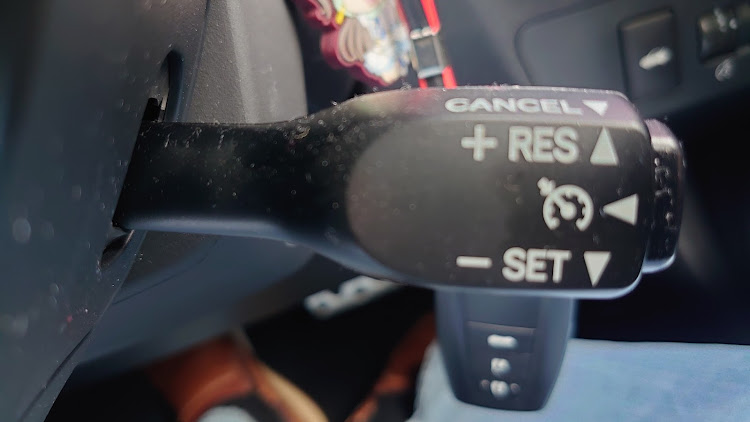 CANCEL ▼
+ RES ▲
◀
− SET ▼